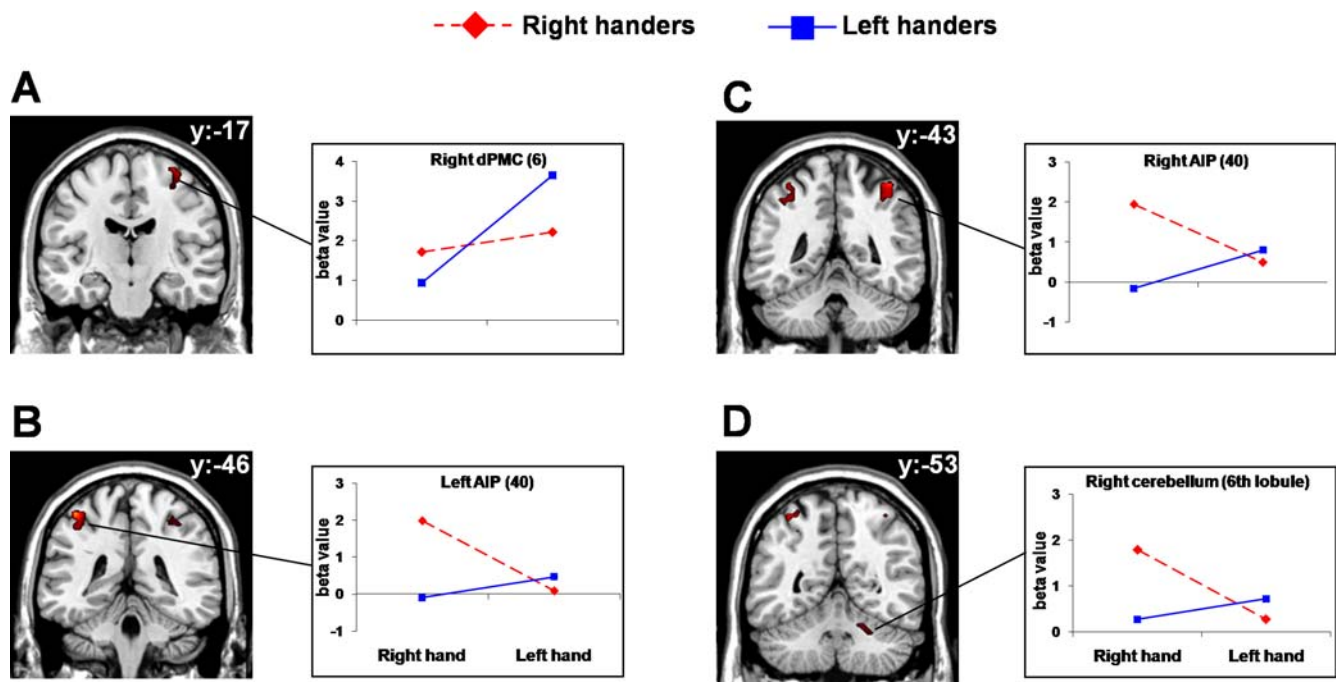 Right handers Left handers
A
y:-17
Right dPMC (6)
beta value
4
3
2
1
0
B
y:-46
Left AIP (40)
beta value
3
2
1
0
-1
Right hand Left hand
C
y:-43
Right AIP (40)
beta value
3
2
1
0
-1
D
y:-53
Right cerebellum (6th lobule)
beta value
3
2
1
0
Right hand Left hand